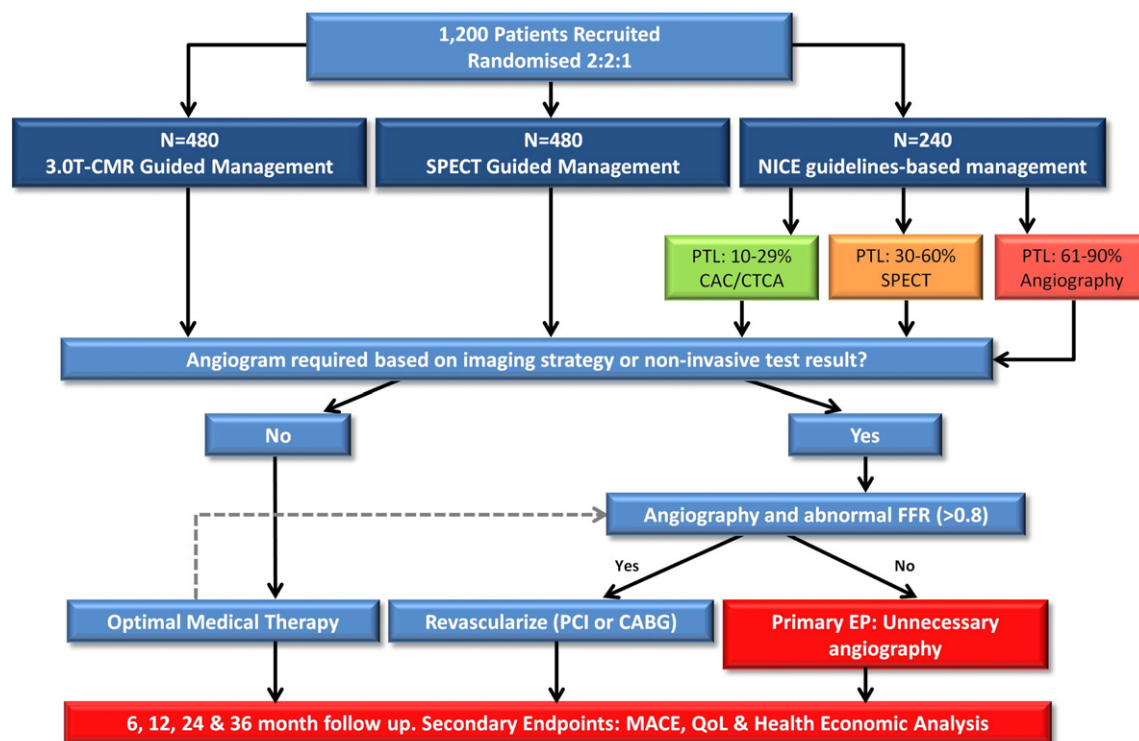 1,200 Patients Recruited
Randomised 2:2:1
N=480
3.0T-CMR Guided Management
N=480
SPECT Guided Management
N=240
NICE guidelines-based management
PTL: 10-29%
CAC/CTCA
PTL: 30-60%
SPECT
PTL: 61-90%
Angiography
Angiogram required based on imaging strategy or non-invasive test result?
No
Yes
Angiography and abnormal FFR (>0.8)
Yes
No
Optimal Medical Therapy
Revascularize (PCI or CABG)
Primary EP: Unnecessary
angiography
6, 12, 24 & 36 month follow up. Secondary Endpoints: MACE, QoL & Health Economic Analysis